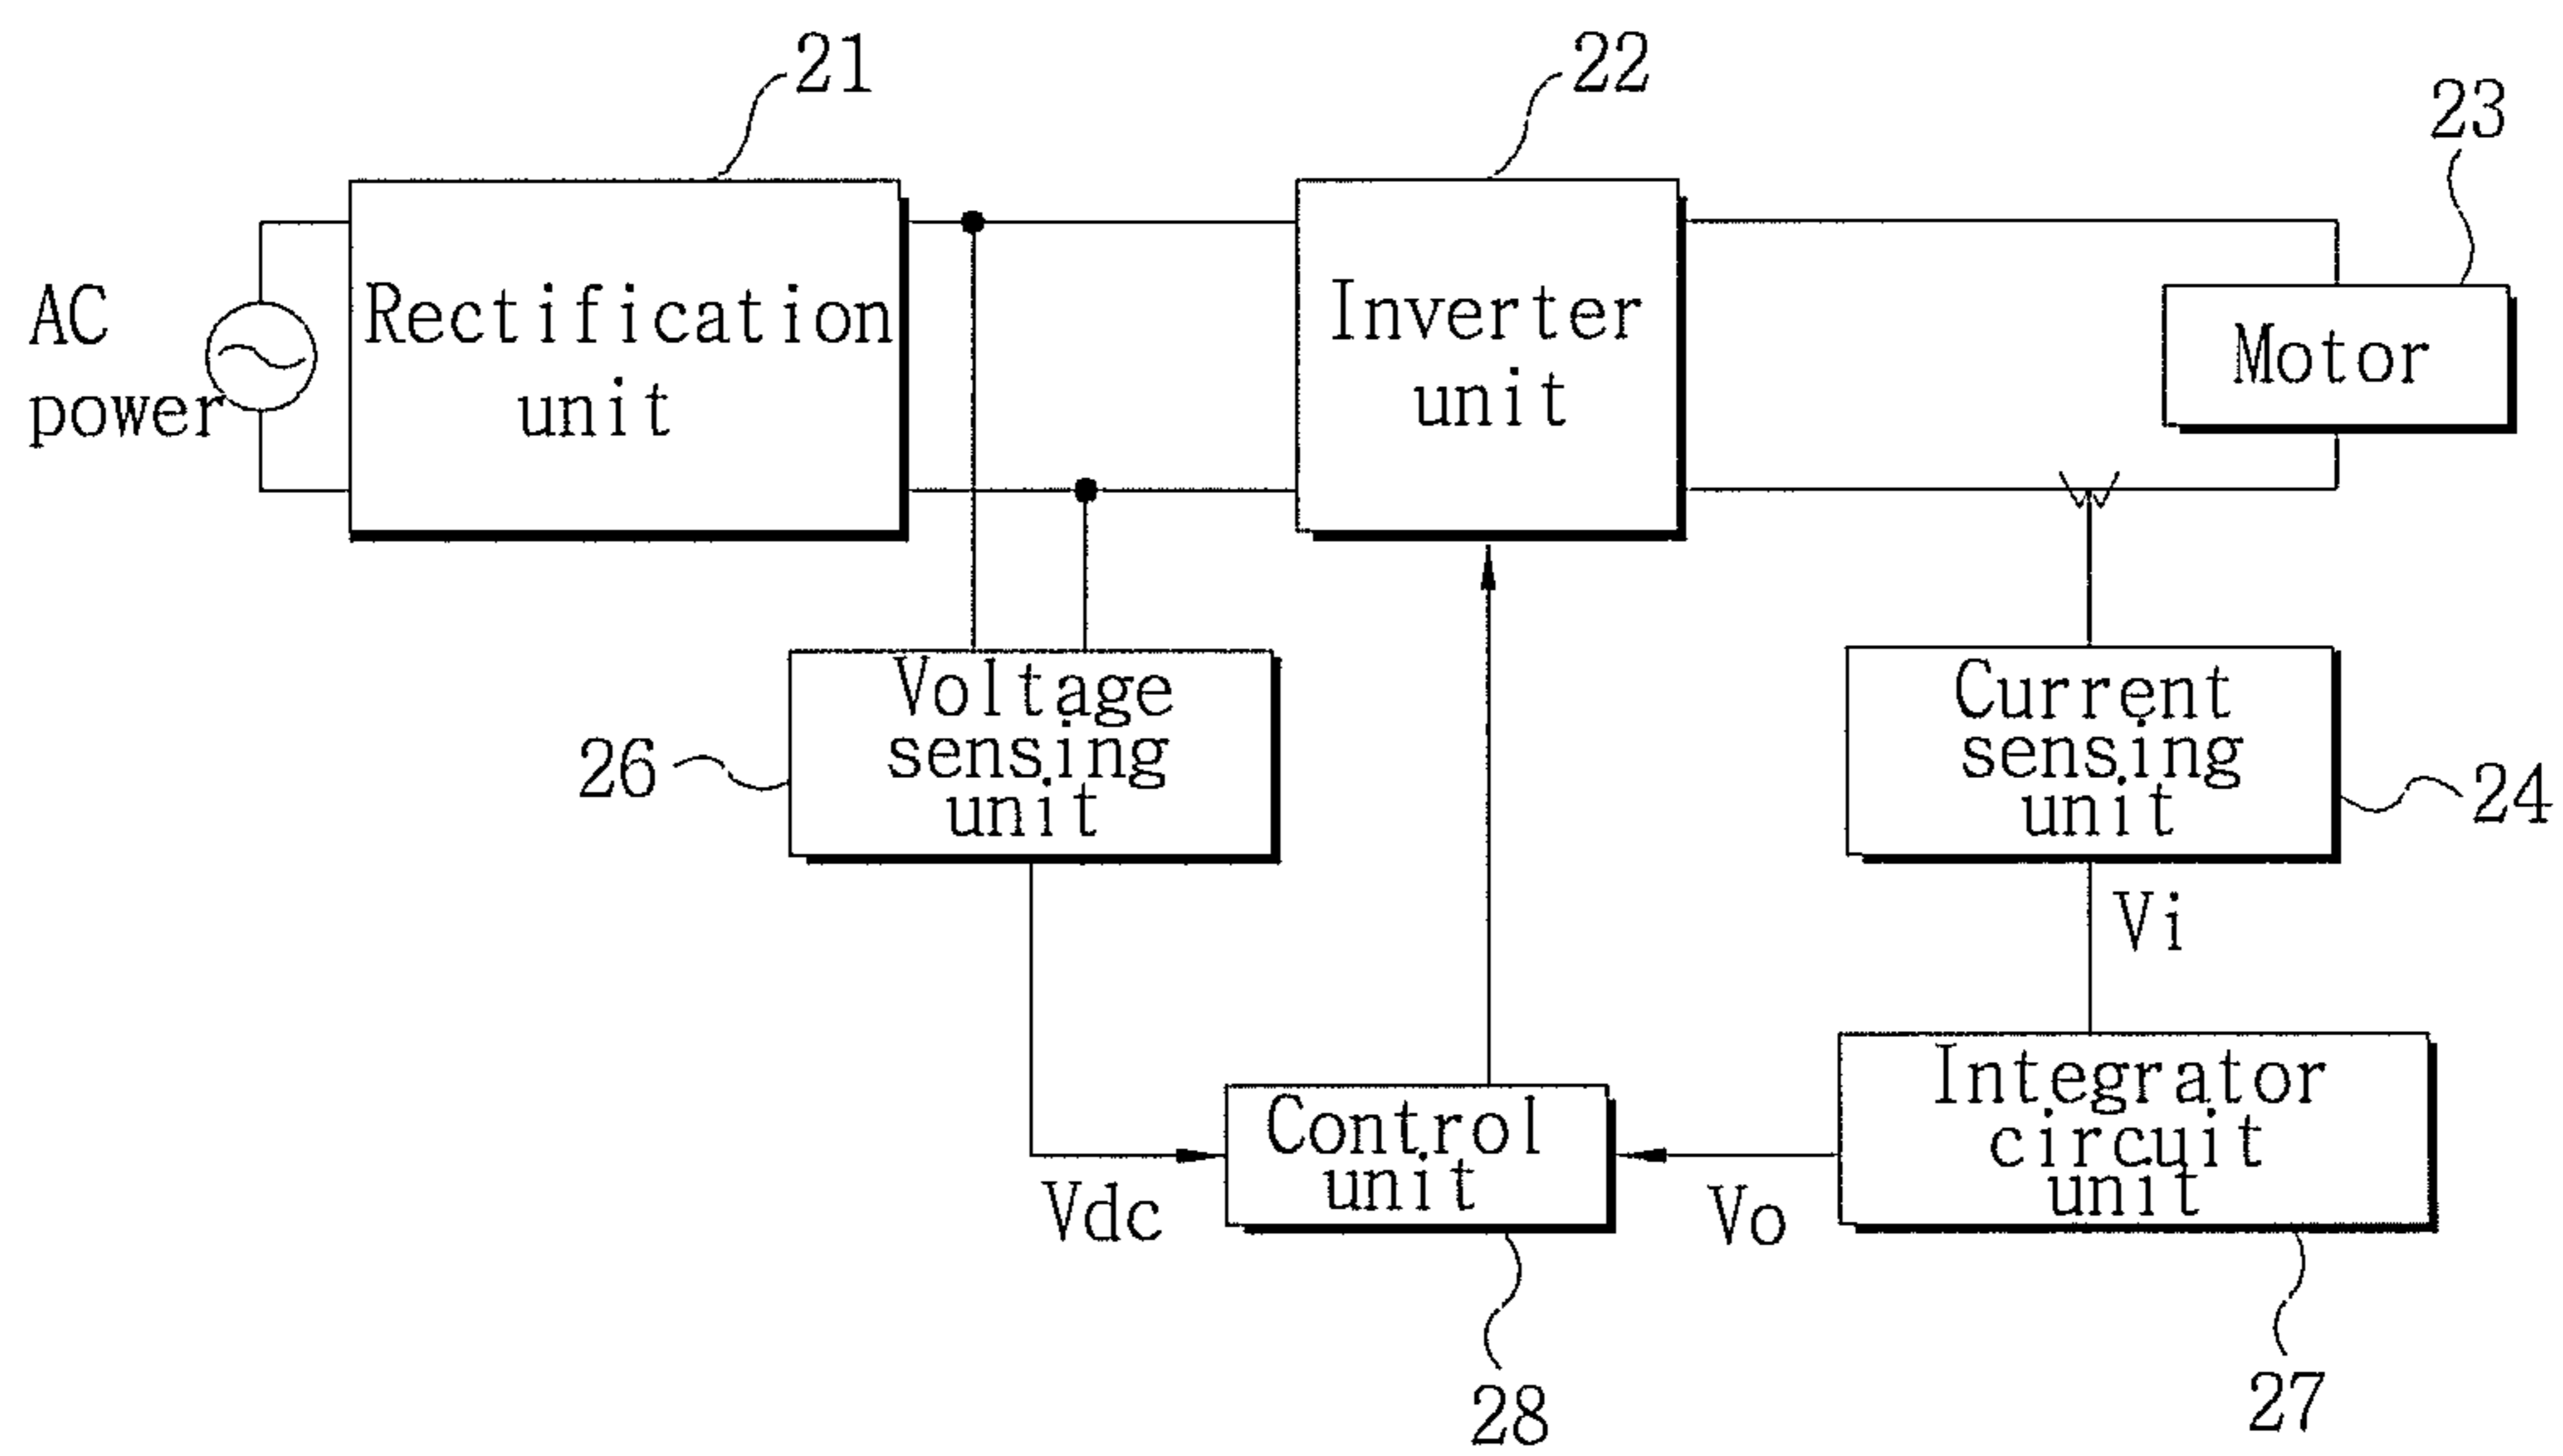 21
22
23
AC
power
Rectification
unit
Inverter
unit
Motor
Voltage
sensing
unit
26
Current
sensing
unit
24
Vi
Integrator
circuit
unit
Control
unit
Vdc
Vo
28
27